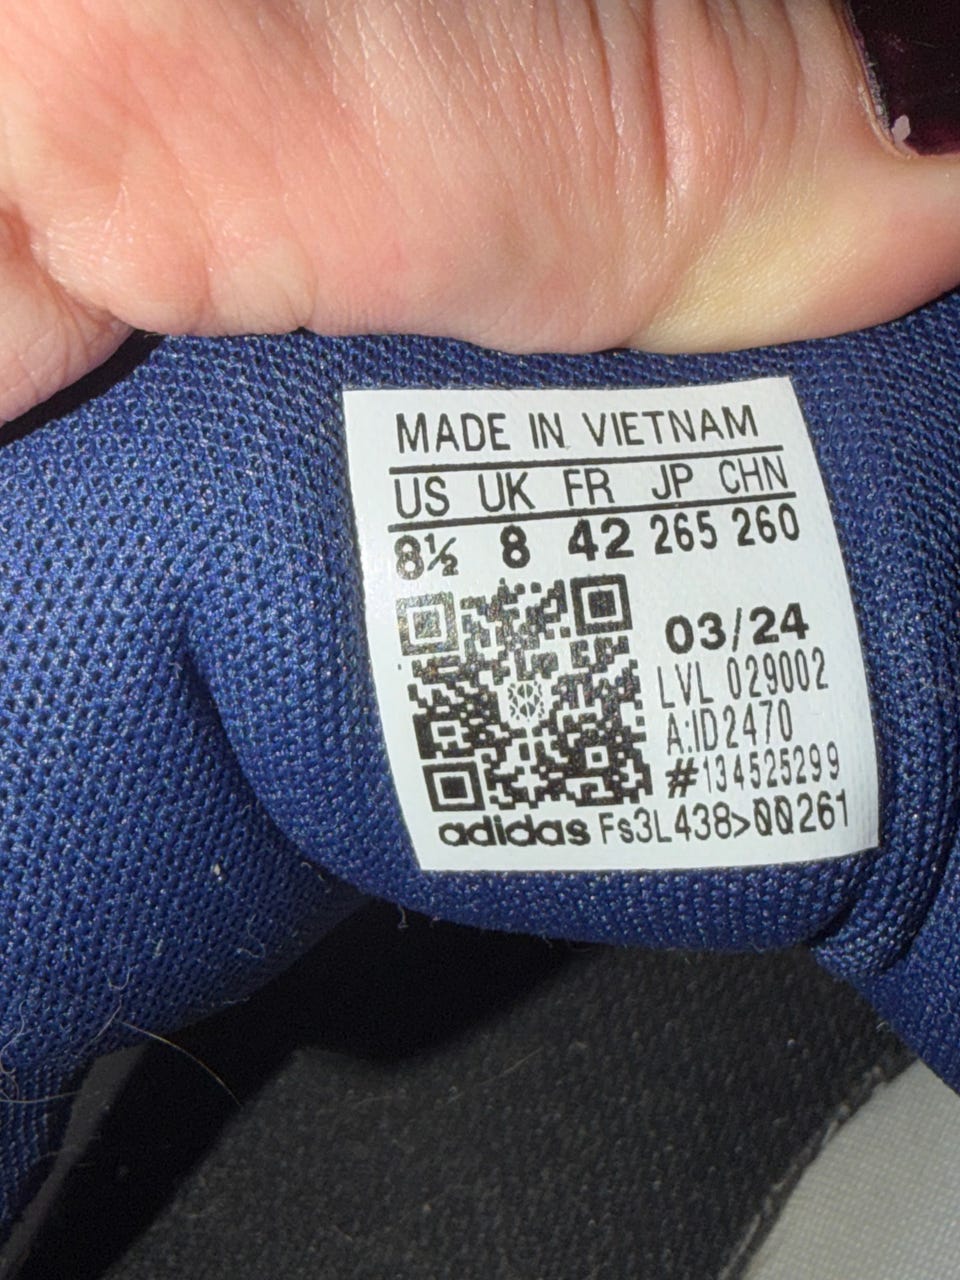 MADE IN VIETNAM
US UK FR JP CHN
8½ 8 42 265 260
03/24
LVL 029002
A:ID2470
#134525299
adidas Fs3L438>00261